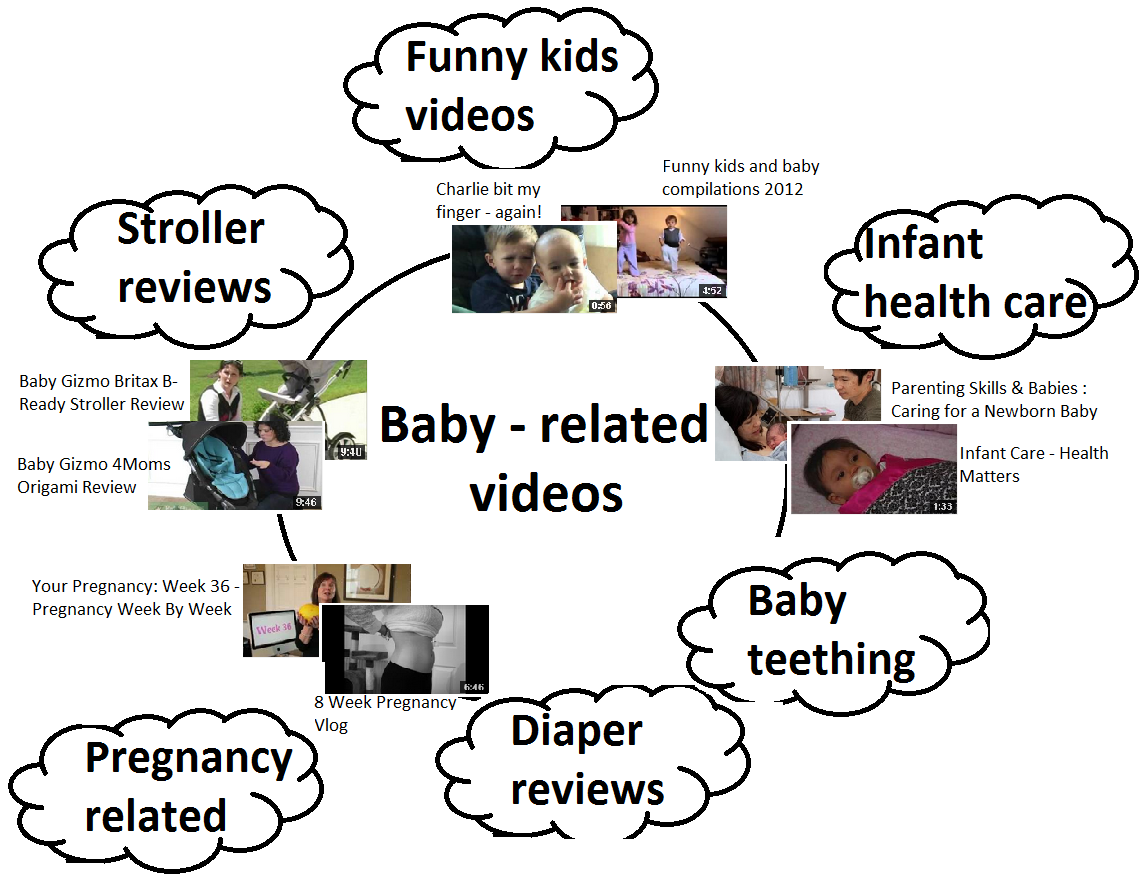 Funny kids
videos
Charlie bit my
finger - again!
0:56
Funny kids and baby
compilations 2012
4:52
Stroller
reviews
Infant
health care
Baby Gizmo Britax B-
Ready Stroller Review
9:40
Baby Gizmo 4Moms
Origami Review
9:46
Baby - related
videos
Parenting Skills & Babies :
Caring for a Newborn Baby
Infant Care - Health
Matters
1:33
Your Pregnancy: Week 36 -
Pregnancy Week By Week
Week 36
6:46
8 Week Pregnancy
Vlog
Baby
teething
Diaper
reviews
Pregnancy
related